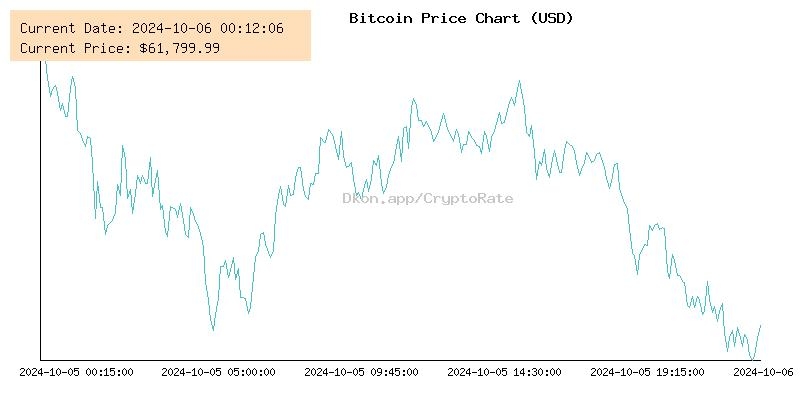 Bitcoin Price Chart (USD)
Current Date: 2024-10-06 00:12:06
Current Price: $61,799.99
Dkon.app/CryptoRate
2024-10-05 00:15:00 2024-10-05 05:00:00 2024-10-05 09:45:00 2024-10-05 14:30:00 2024-10-05 19:15:00 2024-10-06